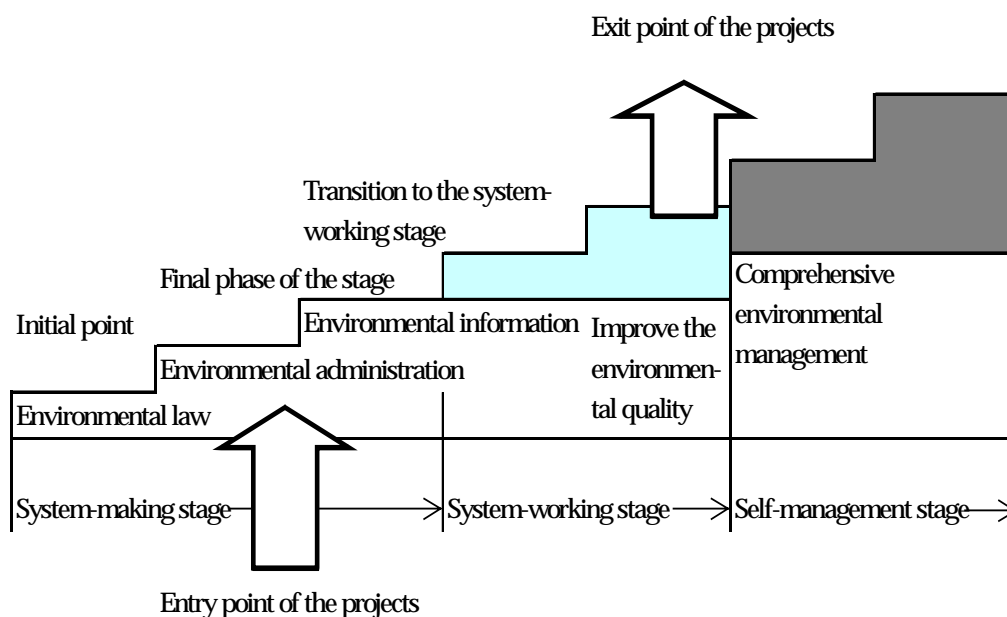 Exit point of the projects
Transition to the system-
working stage
Final phase of the stage
Initial point
Environmental information
Environmental administration
Environmental law
Improve the
environmen-
tal quality
Comprehensive
environmental
management
System-making stage
System-working stage
Self-management stage
Entry point of the projects